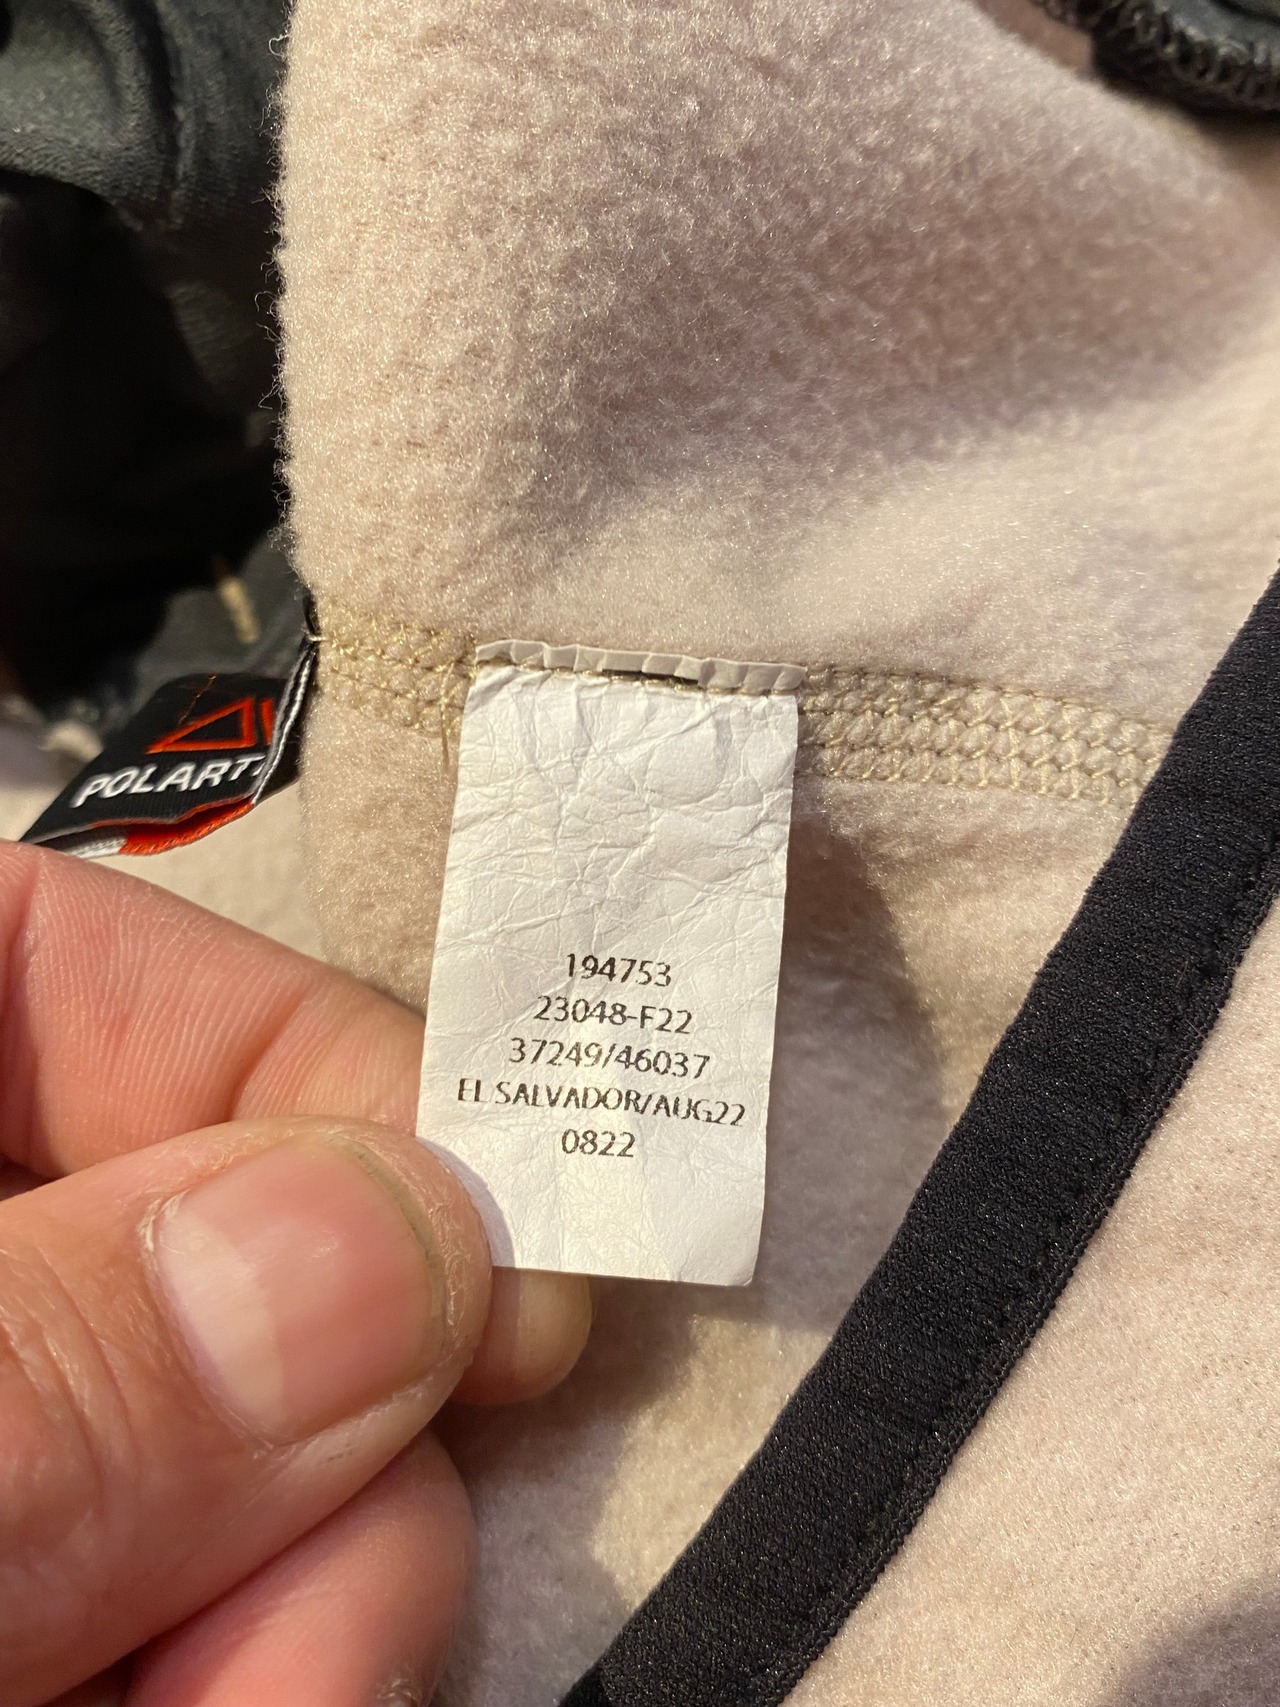 POLART
194753
23048-F22
37249/46037
EL SALVADOR/AUG22
0822